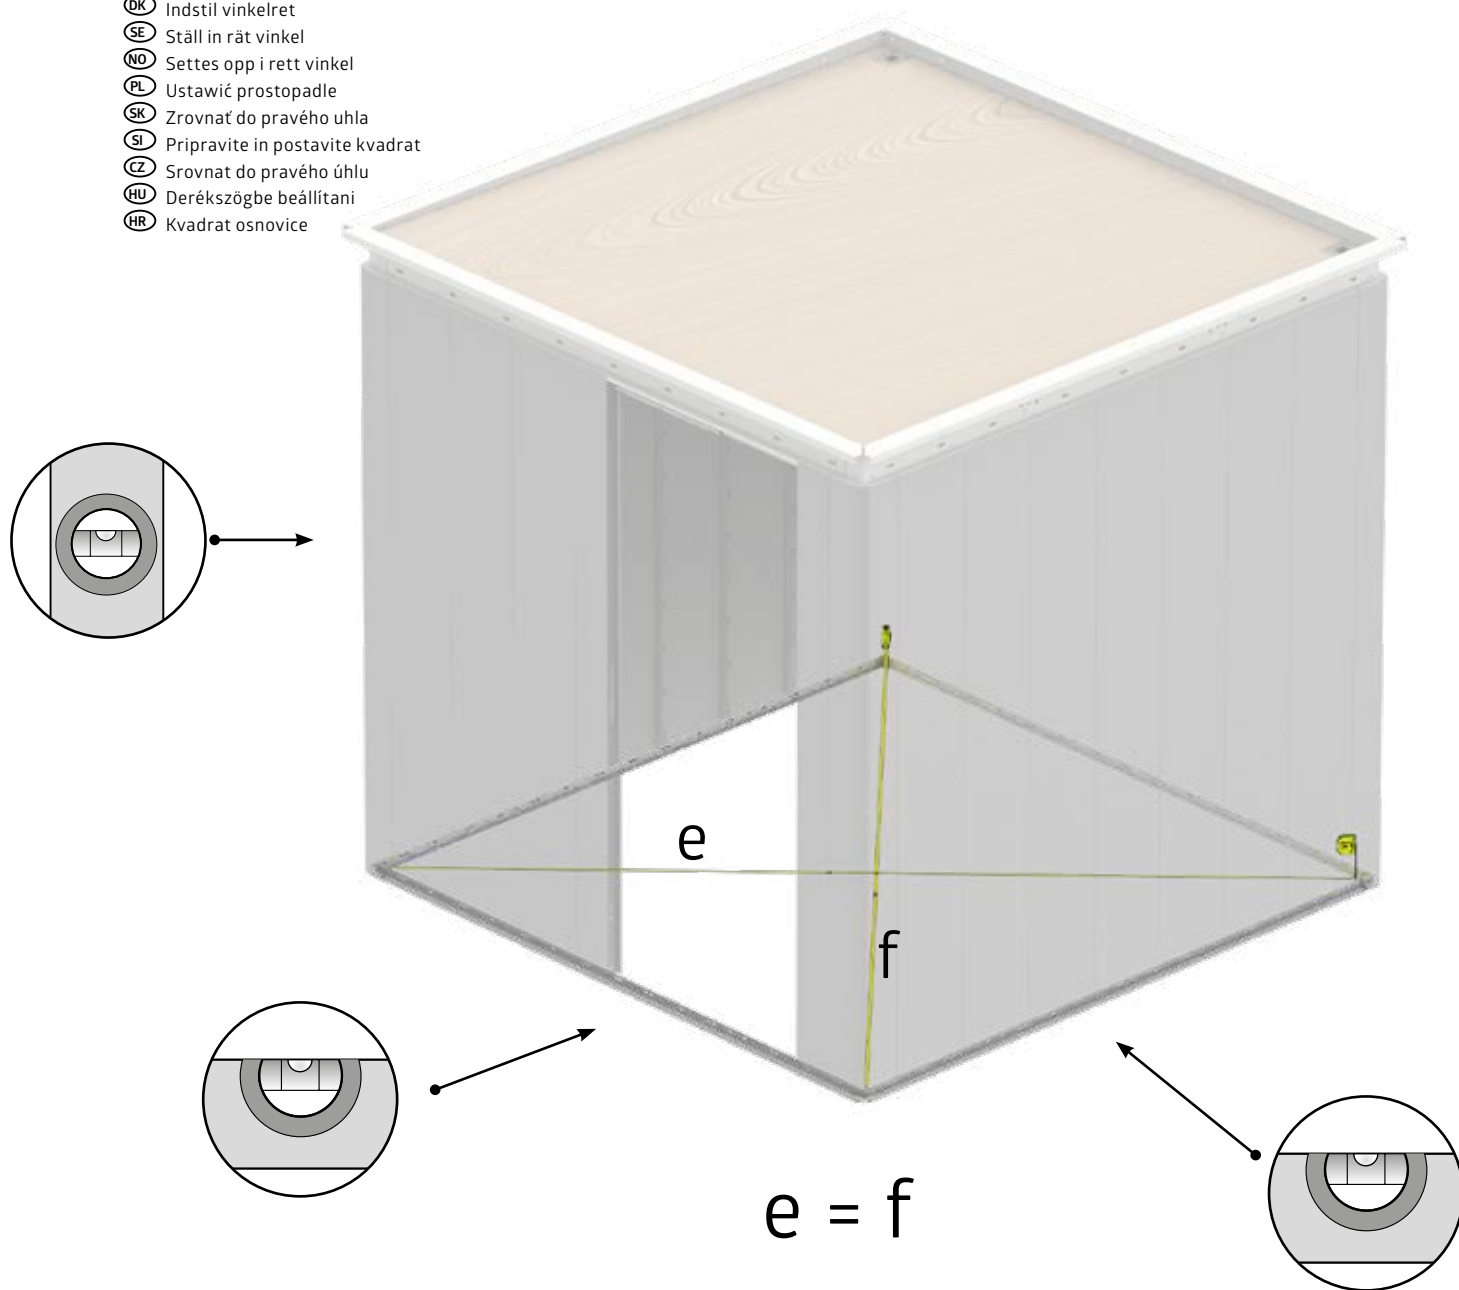 DK Indstil vinkelret
SE Ställ in rät vinkel
NO Settes opp i rett vinkel
PL Ustawić prostopadle
SK Zrovnať do pravého uhla
SI Pripravite in postavite kvadrat
CZ Srovnat do pravého úhlu
HU Derékszögbe beállítani
HR Kvadrat osnovice
e
f
e = f